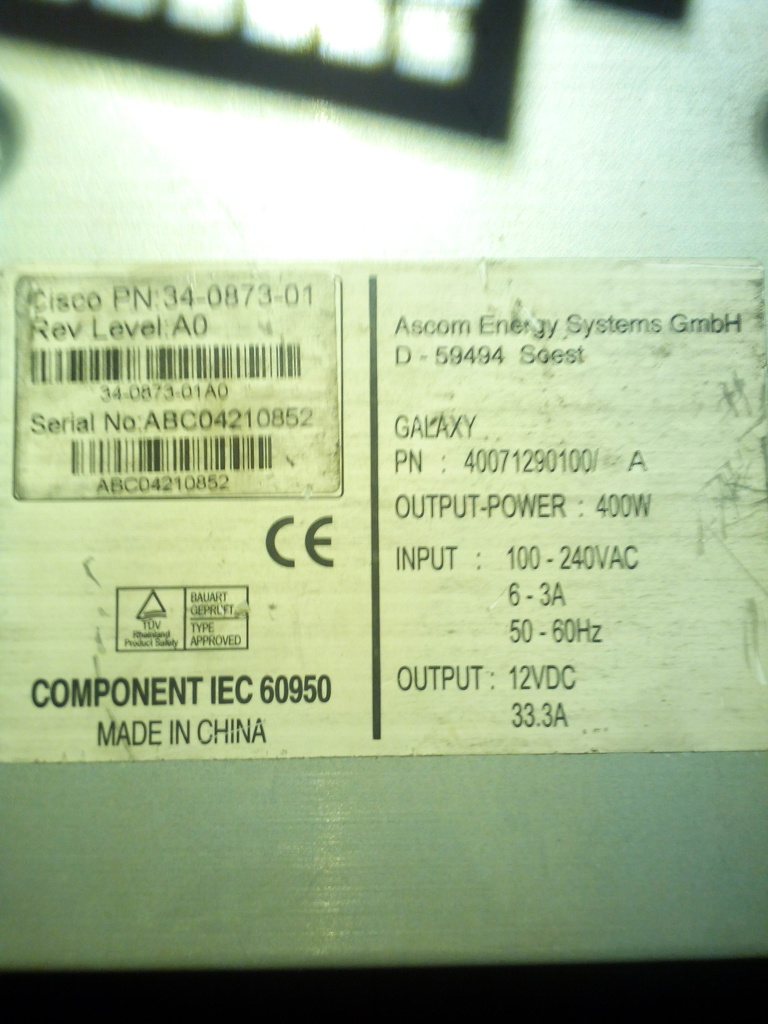 Cisco PN:34-0873-01
Rev Level:A0
34-0873-01A0
Serial No:ABC04210852
ABC04210852
CE
TÜV
Rheinland
Product Safety
BAUART
GEPRÜFT
TYPE
APPROVED
COMPONENT IEC 60950
MADE IN CHINA
Ascom Energy Systems GmbH
D - 59494 Soest
GALAXY
PN : 40071290100/ A
OUTPUT-POWER : 400W
INPUT : 100 - 240VAC
6 - 3A
50 - 60Hz
OUTPUT : 12VDC
33.3A